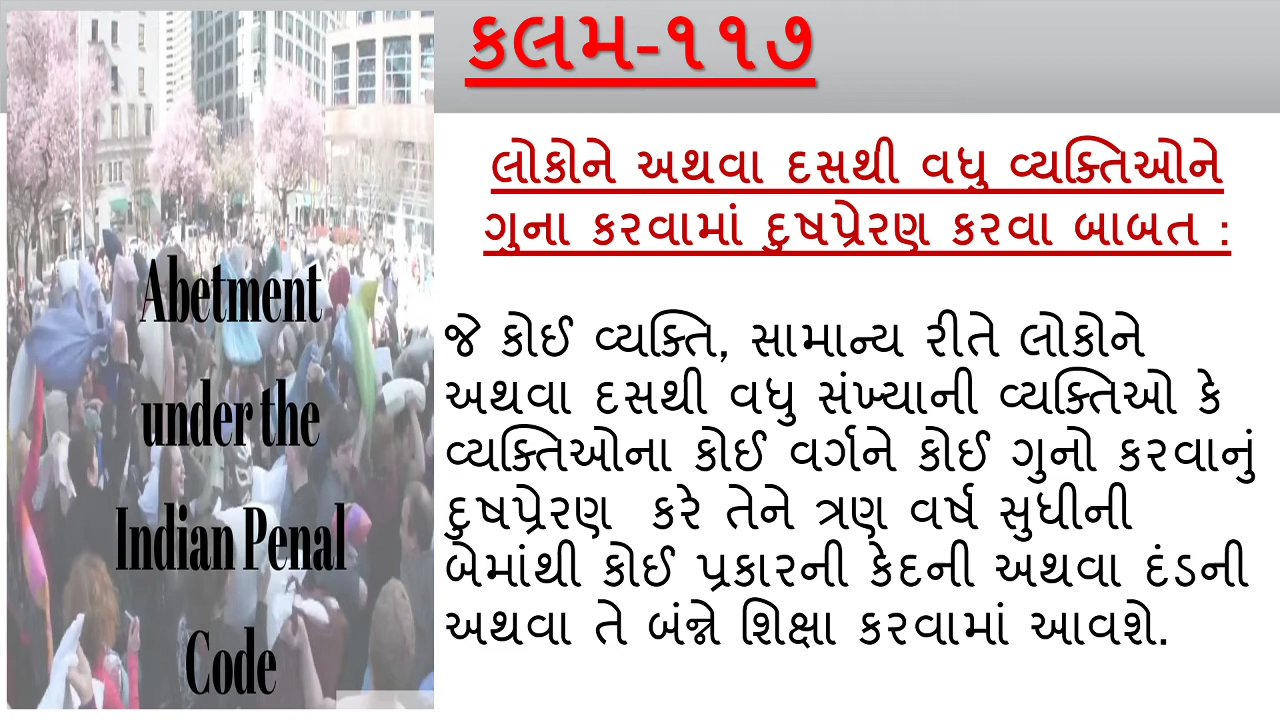 કલમ-૧૧૭
લોકોને અથવા દસથી વધુ વ્યક્તિઓને
ગુના કરવામાં દુષપ્રેરણ કરવા બાબત :
જે કોઈ વ્યક્તિ, સામાન્ય રીતે લોકોને
અથવા દસથી વધુ સંખ્યાની વ્યક્તિઓ કે
વ્યક્તિઓના કોઈ વર્ગને કોઈ ગુનો કરવાનું
દુષપ્રેરણ કરે તેને ત્રણ વર્ષ સુધીની
બેમાંથી કોઈ પ્રકારની કેદની અથવા દંડની
અથવા તે બંન્ને શિક્ષા કરવામાં આવશે.
Abetment
under the
Indian Penal
Code